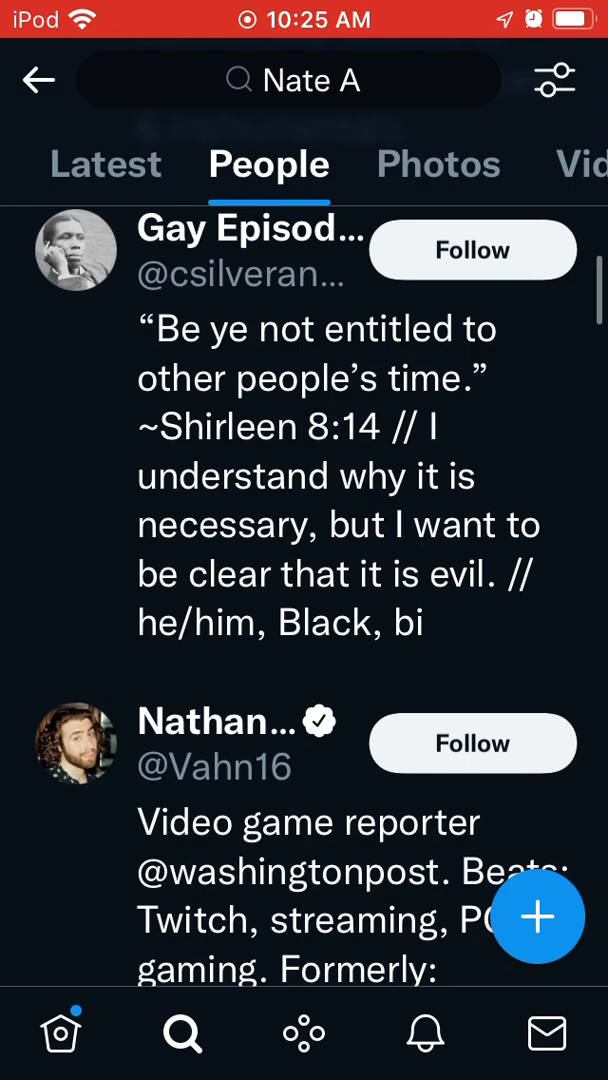 iPod 10:25 AM
Nate A
Latest People Photos Vid
Gay Episod... Follow
@csilveran...
“Be ye not entitled to
other people’s time.”
~Shirleen 8:14 // I
understand why it is
necessary, but I want to
be clear that it is evil. //
he/him, Black, bi
Nathan... Follow
@Vahn16
Video game reporter
@washingtonpost. Beats:
Twitch, streaming, PC
gaming. Formerly: